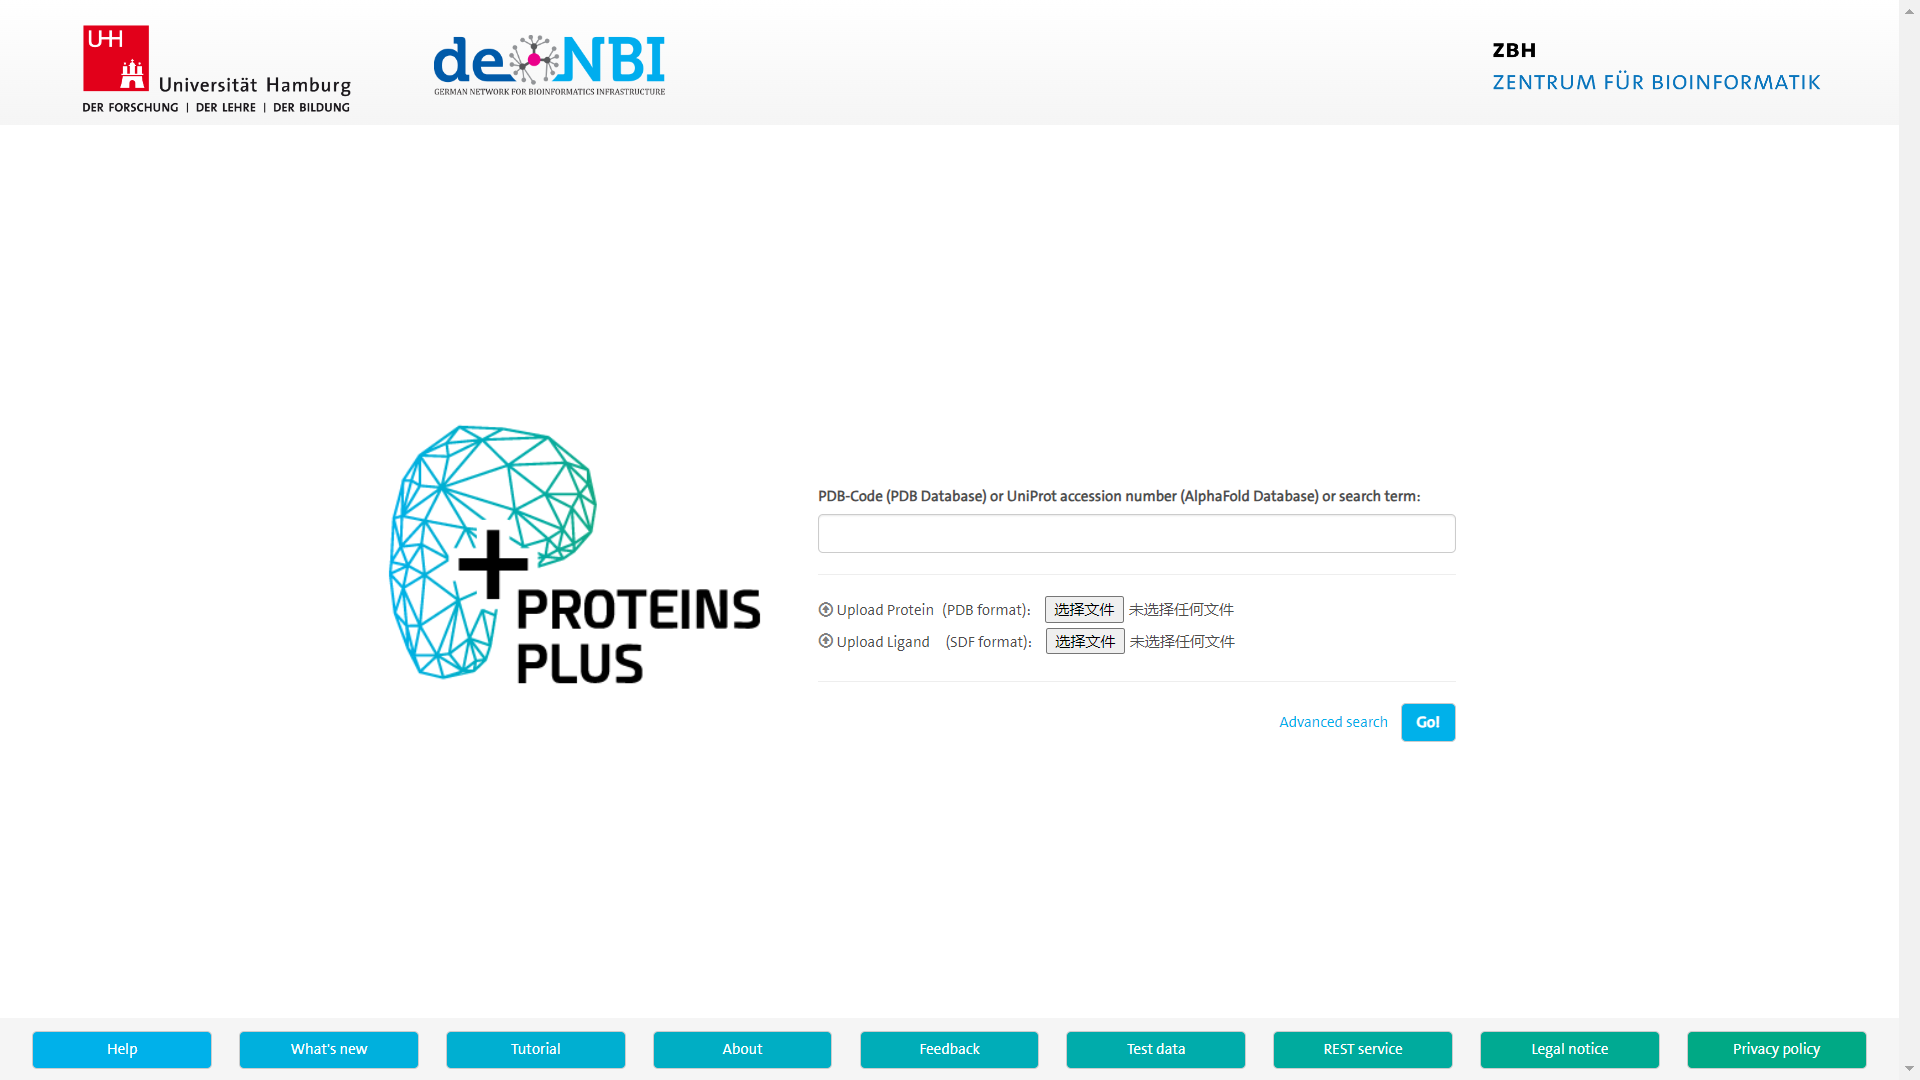 UHH
Universität Hamburg
DER FORSCHUNG | DER LEHRE | DER BILDUNG
de NBI
GERMAN NETWORK FOR BIOINFORMATICS INFRASTRUCTURE
ZBH
ZENTRUM FÜR BIOINFORMATIK
PROTEINS
PLUS
PDB-Code (PDB Database) or UniProt accession number (AlphaFold Database) or search term:
Upload Protein (PDB format): 选择文件 未选择任何文件
Upload Ligand (SDF format): 选择文件 未选择任何文件
Advanced search Go!
Help What's new Tutorial About Feedback Test data REST service Legal notice Privacy policy